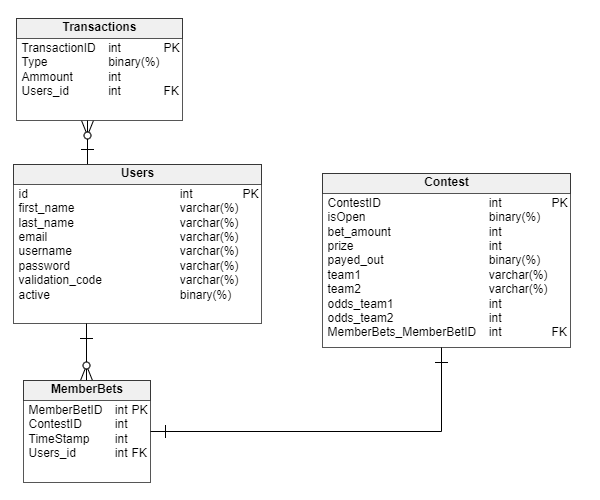 Transactions
TransactionID int PK
Type binary(%)
Ammount int
Users_id int FK
Users
id int PK
first_name varchar(%)
last_name varchar(%)
email varchar(%)
username varchar(%)
password varchar(%)
validation_code varchar(%)
active binary(%)
Contest
ContestID int PK
isOpen binary(%)
bet_amount int
prize int
payed_out binary(%)
team1 varchar(%)
team2 varchar(%)
odds_team1 int
odds_team2 int
MemberBets_MemberBetID int FK
MemberBets
MemberBetID int PK
ContestID int
TimeStamp int
Users_id int FK